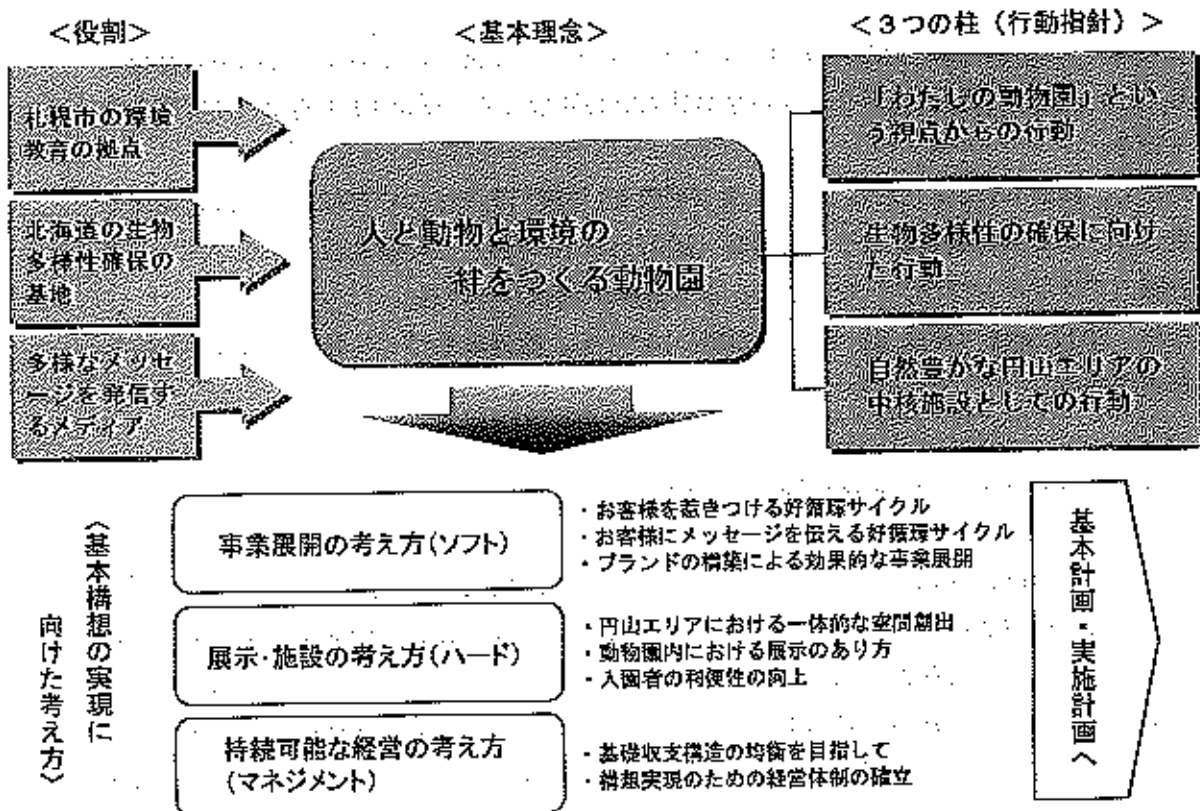 ＜役割＞
＜基本理念＞
＜３つの柱（行動指針）＞
札幌市の環境
教育の拠点
北海道の生物
多様性確保の
基地
多様なメッセ
ージを発信す
るメディア
人と動物と環境の
絆をつくる動物園
「わたしの動物園」とい
う視点からの行動
生物多様性の確保に向け
た行動
自然豊かな円山エリアの
中核施設としての行動
〈基本構想の実現に
向けた考え方〉
事業展開の考え方(ソフト)
・お客様を惹きつける好循環サイクル
・お客様にメッセージを伝える好循環サイクル
・ブランドの構築による効果的な事業展開
展示･施設の考え方(ハード)
・円山エリアにおける一体的な空間創出
・動物園内における展示のあり方
・入園者の利便性の向上
持続可能な経営の考え方
(マネジメント)
・基礎収支構造の均衡を目指して
・構想実現のための経営体制の確立
基本計画・実施計画へ